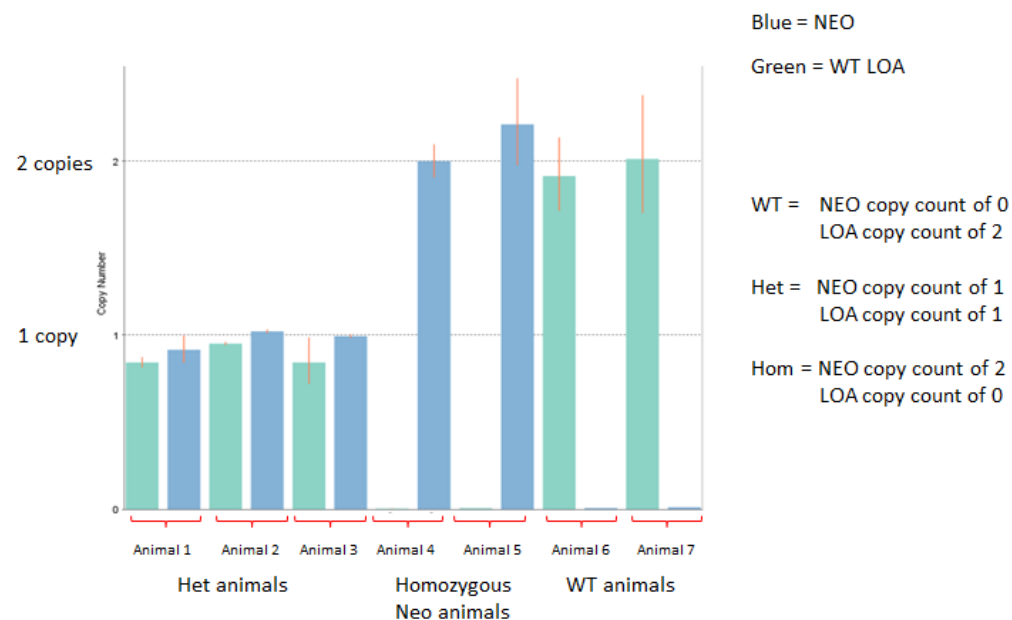 Blue = NEO
Green = WT LOA
2 copies
2
WT = NEO copy count of 0
LOA copy count of 2
Copy Number
Het = NEO copy count of 1
LOA copy count of 1
1 copy
1
Hom = NEO copy count of 2
LOA copy count of 0
0
Animal 1 Animal 2 Animal 3 Animal 4 Animal 5 Animal 6 Animal 7
Het animals
Homozygous
Neo animals
WT animals